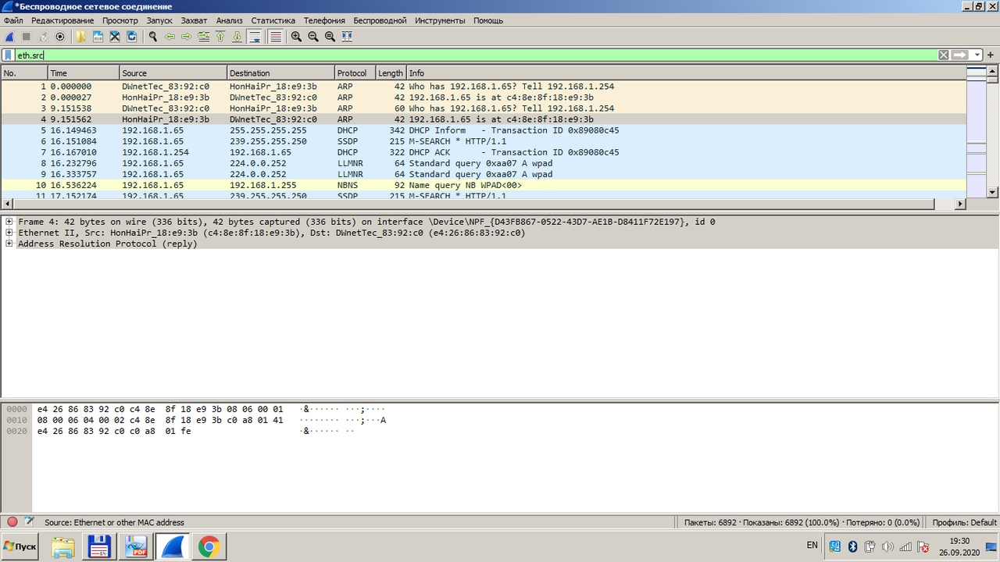 *Беспроводное сетевое соединение
Файл Редактирование Просмотр Запуск Захват Анализ Статистика Телефония Беспроводной Инструменты Помощь
eth.src
No. Time Source Destination Protocol Length Info
1 0.000000 DWnetTec_83:92:c0 HonHaiPr_18:e9:3b ARP 42 Who has 192.168.1.65? Tell 192.168.1.254
2 0.000027 HonHaiPr_18:e9:3b DWnetTec_83:92:c0 ARP 42 192.168.1.65 is at c4:8e:8f:18:e9:3b
3 9.151538 DWnetTec_83:92:c0 HonHaiPr_18:e9:3b ARP 60 Who has 192.168.1.65? Tell 192.168.1.254
4 9.151562 HonHaiPr_18:e9:3b DWnetTec_83:92:c0 ARP 42 192.168.1.65 is at c4:8e:8f:18:e9:3b
5 16.149463 192.168.1.65 255.255.255.255 DHCP 342 DHCP Inform - Transaction ID 0x89080c45
6 16.151084 192.168.1.65 239.255.255.250 SSDP 215 M-SEARCH * HTTP/1.1
7 16.167010 192.168.1.254 192.168.1.65 DHCP 322 DHCP ACK - Transaction ID 0x89080c45
8 16.232796 192.168.1.65 224.0.0.252 LLMNR 64 Standard query 0xaa07 A wpad
9 16.333757 192.168.1.65 224.0.0.252 LLMNR 64 Standard query 0xaa07 A wpad
10 16.536224 192.168.1.65 192.168.1.255 NBNS 92 Name query NB WPAD<00>
11 17.152174 192.168.1.65 239.255.255.250 SSDP 215 M-SEARCH * HTTP/1.1
Frame 4: 42 bytes on wire (336 bits), 42 bytes captured (336 bits) on interface \Device\NPF_{D43FB867-0522-43D7-AE1B-D8411F72E197}, id 0
Ethernet II, Src: HonHaiPr_18:e9:3b (c4:8e:8f:18:e9:3b), Dst: DWnetTec_83:92:c0 (e4:26:86:83:92:c0)
Address Resolution Protocol (reply)
0000 e4 26 86 83 92 c0 c4 8e 8f 18 e9 3b 08 06 00 01 ·&······ ···;····
0010 08 00 06 04 00 02 c4 8e 8f 18 e9 3b c0 a8 01 41 ········ ···;···A
0020 e4 26 86 83 92 c0 c0 a8 01 fe ·&······ ··
Source: Ethernet or other MAC address Пакеты: 6892 · Показаны: 6892 (100.0%) · Потеряно: 0 (0.0%) Профиль: Default
Пуск 64 PDF EN 19:30
26.09.2020